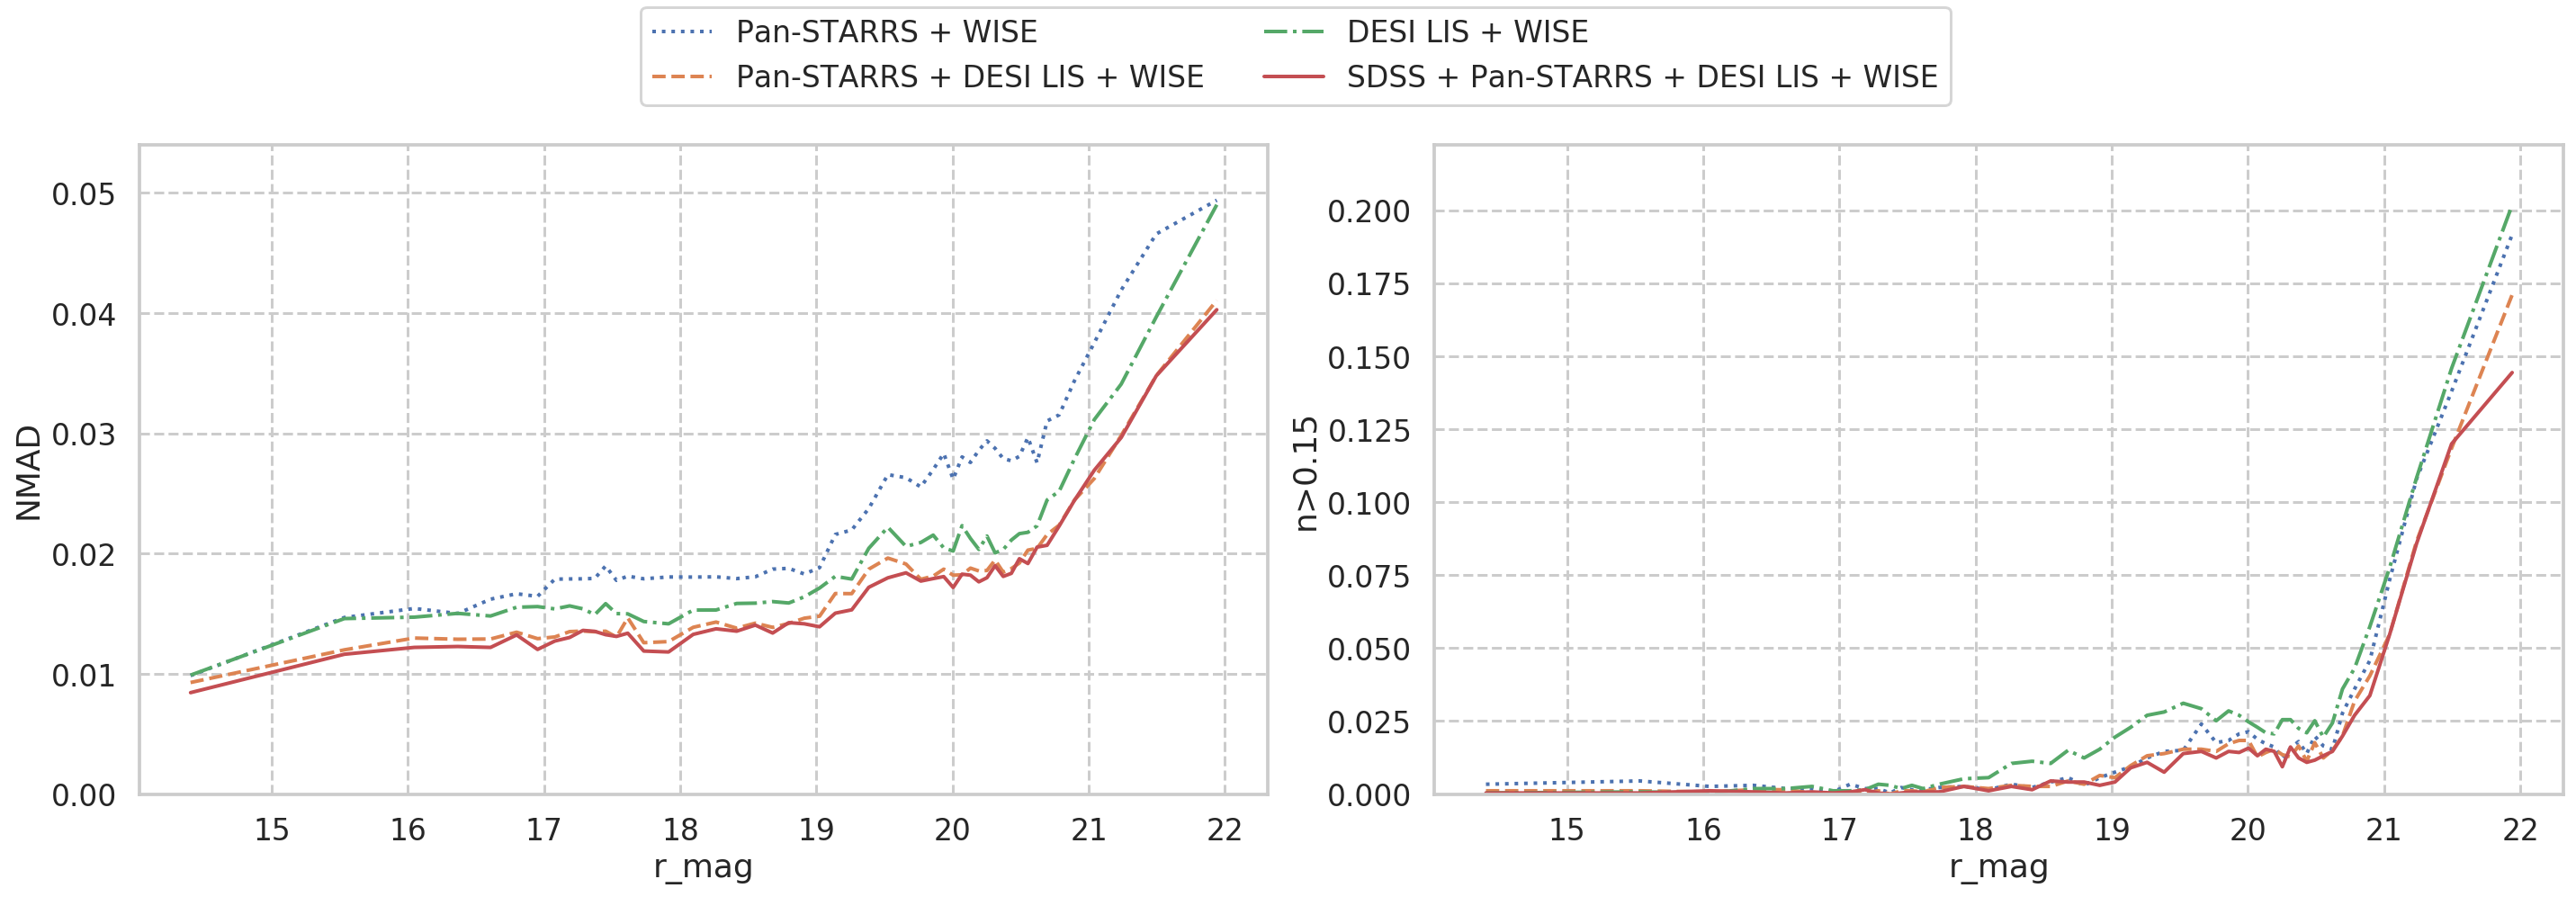 Pan-STARRS + WISE
DESI LIS + WISE
Pan-STARRS + DESI LIS + WISE
SDSS + Pan-STARRS + DESI LIS + WISE
0.05
0.04
0.03
0.02
0.01
0.00
NMAD
15 16 17 18 19 20 21 22
r_mag
0.200
0.175
0.150
0.125
0.100
0.075
0.050
0.025
0.000
n>0.15
15 16 17 18 19 20 21 22
r_mag